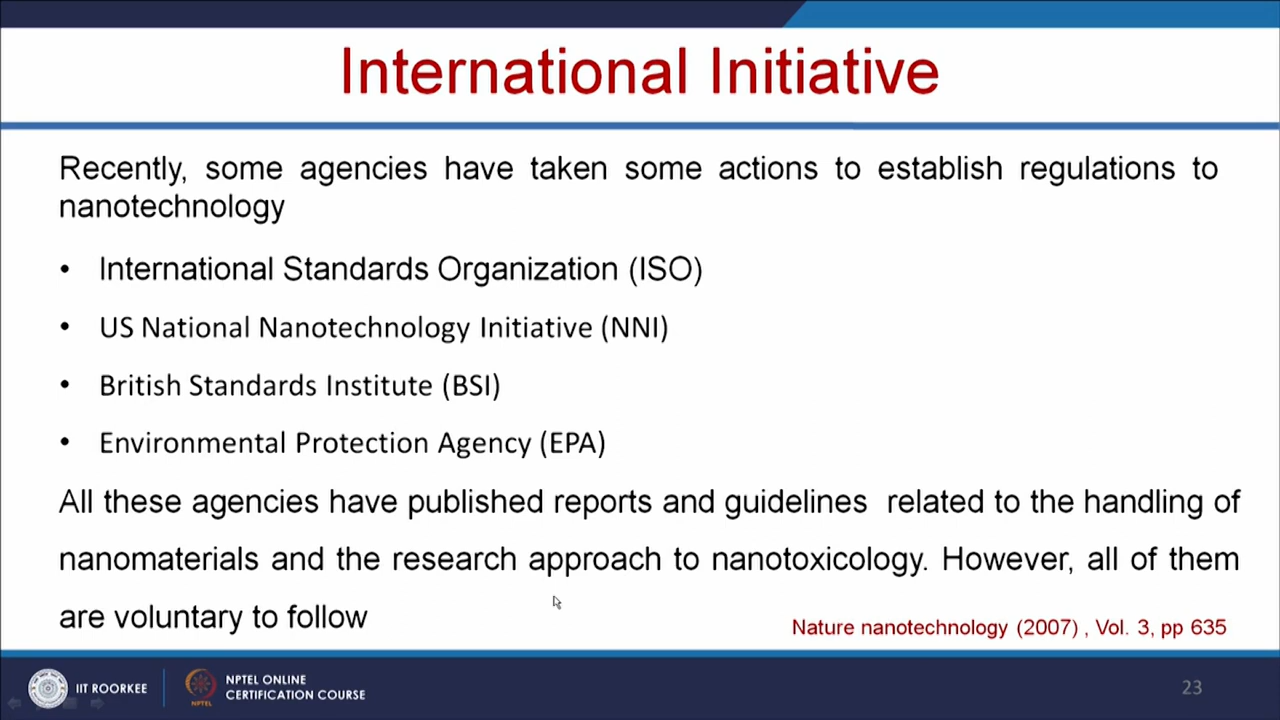 International Initiative
Recently, some agencies have taken some actions to establish regulations to
nanotechnology
• International Standards Organization (ISO)
• US National Nanotechnology Initiative (NNI)
• British Standards Institute (BSI)
• Environmental Protection Agency (EPA)
All these agencies have published reports and guidelines  related to the handling of
nanomaterials and the research approach to nanotoxicology. However, all of them
are voluntary to follow
Nature nanotechnology (2007) , Vol. 3, pp 635
IIT ROORKEE
NPTEL
NPTEL ONLINE
CERTIFICATION COURSE
23